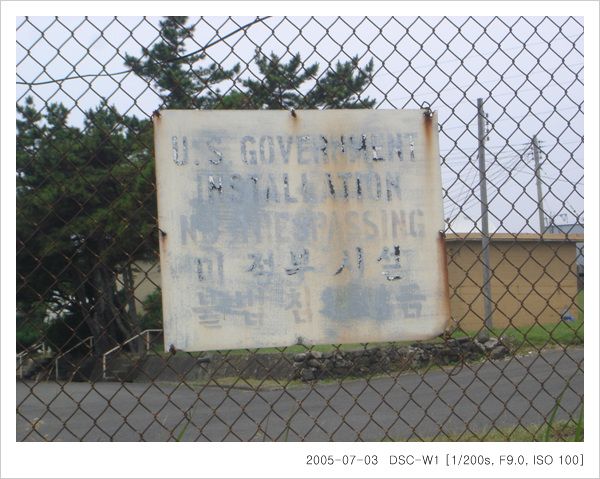 U.S. GOVERNMENT
INSTALLATION
NO TRESPASSING
미 정부 시설
2005-07-03 DSC-W1 [1/200s, F9.0, ISO 100]